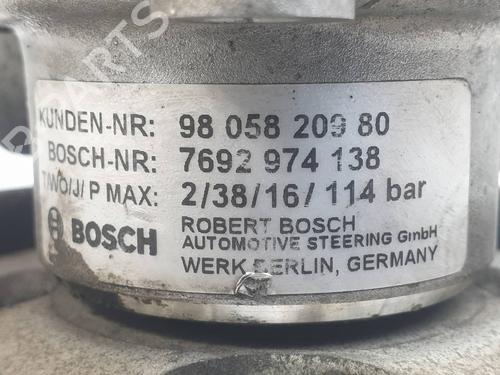 KUNDEN-NR: 98 058 209 80
BOSCH-NR: 7692 974 138
T/WO/J/ P MAX: 2/38/16/ 114 bar
BOSCH
ROBERT BOSCH
AUTOMOTIVE STEERING GmbH
WERK BERLIN, GERMANY
PARTS